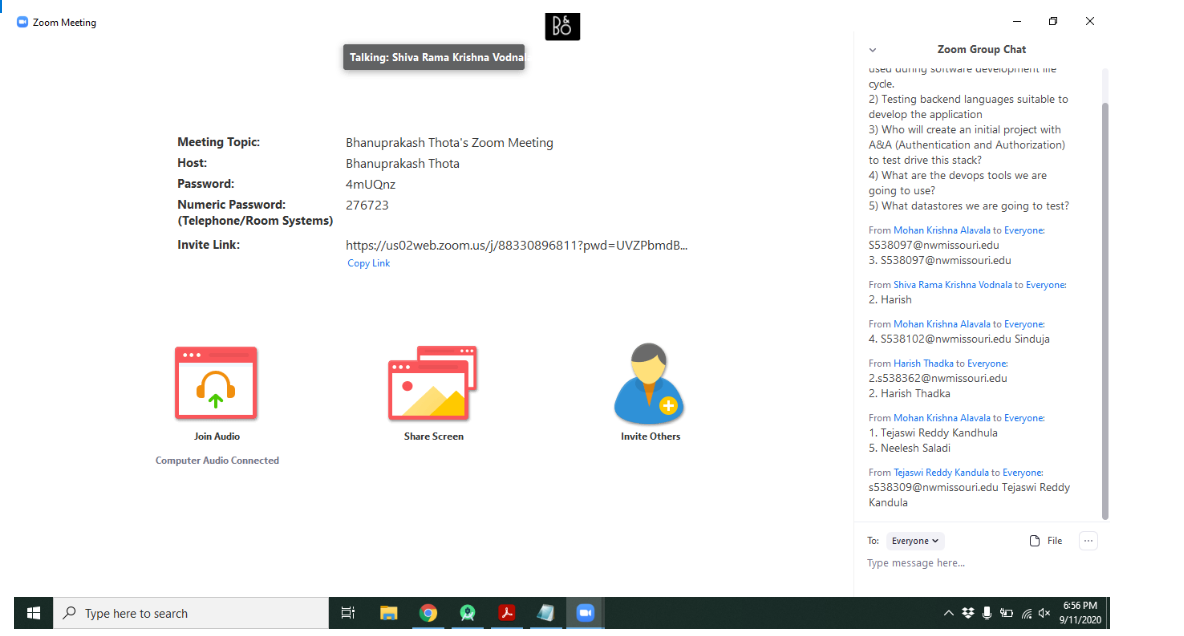 Zoom Meeting
B&O
Talking: Shiva Rama Krishna Vodna
Meeting Topic: Bhanuprakash Thota's Zoom Meeting
Host: Bhanuprakash Thota
Password: 4mUQnz
Numeric Password: 276723
(Telephone/Room Systems)
Invite Link: https://us02web.zoom.us/j/88330896811?pwd=UVZPbmdB...
Copy Link
Join Audio
Computer Audio Connected
Share Screen
Invite Others
Zoom Group Chat
used during software development life
cycle.
2) Testing backend languages suitable to
develop the application
3) Who will create an initial project with
A&A (Authentication and Authorization)
to test drive this stack?
4) What are the devops tools we are
going to use?
5) What datastores we are going to test?
From Mohan Krishna Alavala to Everyone:
S538097@nwmissouri.edu
3. S538097@nwmissouri.edu
From Shiva Rama Krishna Vodnala to Everyone:
2. Harish
From Mohan Krishna Alavala to Everyone:
4. S538102@nwmissouri.edu Sinduja
From Harish Thadka to Everyone:
2.s538362@nwmissouri.edu
2. Harish Thadka
From Mohan Krishna Alavala to Everyone:
1. Tejaswi Reddy Kandhula
5. Neelesh Saladi
From Tejaswi Reddy Kandula to Everyone:
s538309@nwmissouri.edu Tejaswi Reddy
Kandula
To: Everyone File ...
Type message here...
Type here to search
6:56 PM
9/11/2020